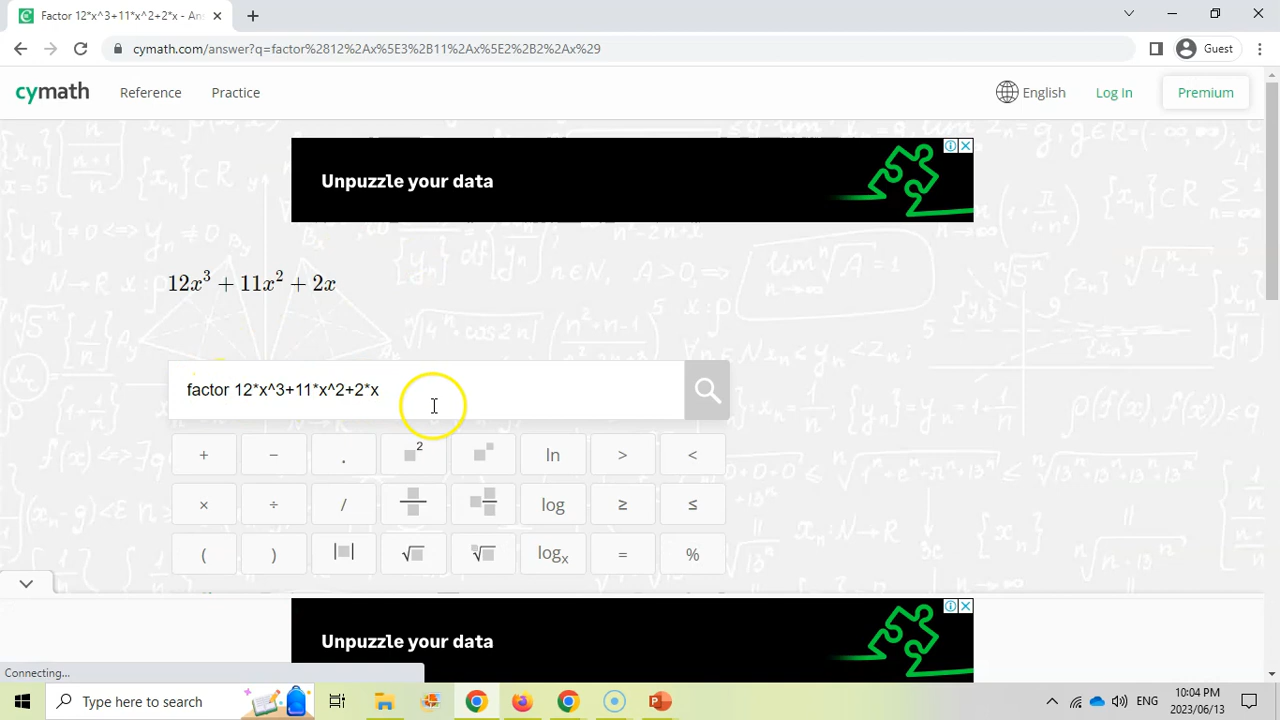 Factor 12*x^3+11*x^2+2*x - An
cymath.com/answer?q=factor%2812%2Ax%5E3%2B11%2Ax%5E2%2B2%2Ax%29
Guest
cymath
Reference
Practice
English
Log In
Premium
Unpuzzle your data
12x³ + 11x² + 2x
factor 12*x^3+11*x^2+2*x
+ − . ² ln > <
× ÷ / log ≥ ≤
( ) | | √ √ logₓ = %
Unpuzzle your data
Connecting...
Type here to search
ENG
10:04 PM
2023/06/13